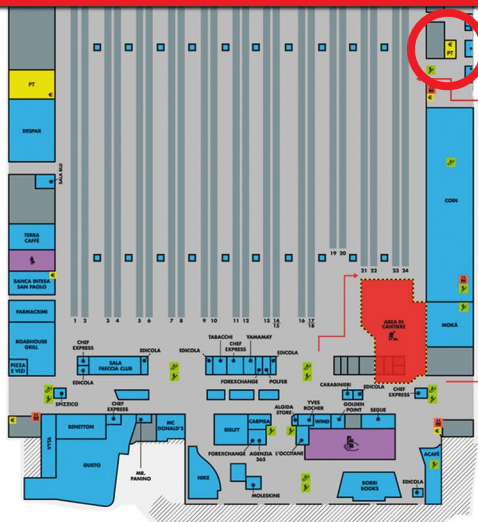 €
PT
PT
€
€
DESPAR
SALA BLU
COIN
TERRA
CAFFÈ
19 20
21 22 23 24
€
BANCA INTESA
SAN PAOLO
1 2 3 4 5 6 7 8 9 10 11 12 13 14
15
16 17
18
AREA DI
CANTIERE
FARMACRIMI
MOKÀ
ROADHOUSE
GRILL
PIZZA
E VIZI
CHEF
EXPRESS
EDICOLA
SALA
FRECCIA CLUB
EDICOLA
EDICOLA
TABACCHI
CHEF
EXPRESS
YAMAMAY
EDICOLA
FOREXCHANGE
POLFER
CARABINIERI
EDICOLA
CHEF
EXPRESS
SPIZZICO
CHEF
EXPRESS
ALGIDA
STORE
YVES
ROCHER
GOLDEN
POINT
SEQUE
€
VYTA
BENETTON
MC
DONALD'S
SISLEY
CARPISA
WIND
GUSTO
MR.
PANINO
FOREXCHANGE
AGENZIA
365
L'OCCITANE
ACAFÈ
NIKE
MOLESKINE
BORRI
BOOKS
EDICOLA